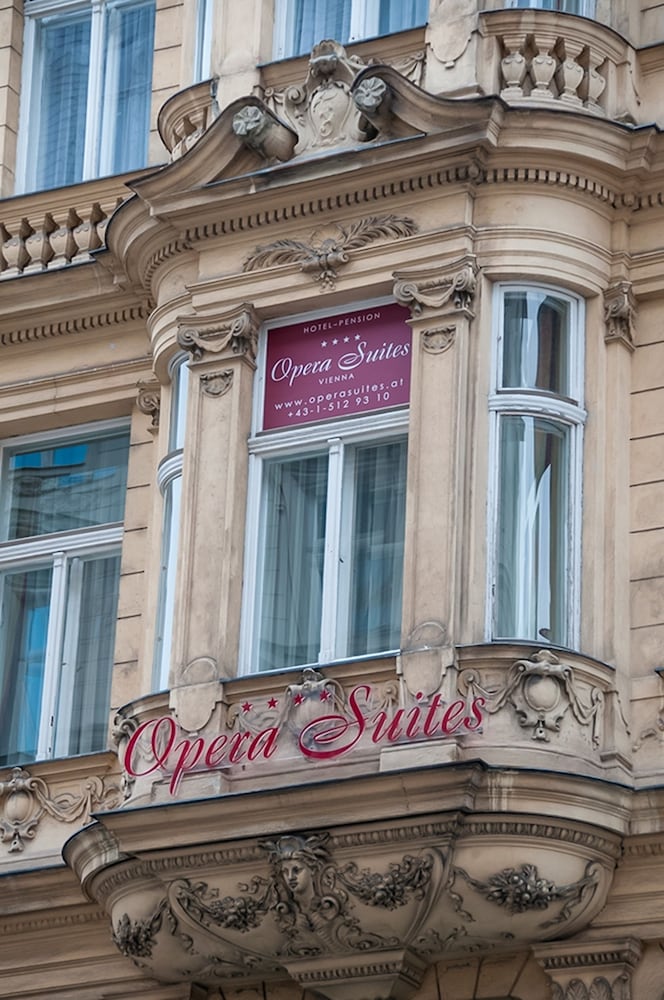 HOTEL-PENSION
★★★★
Opera Suites
VIENNA
www.operasuites.at
+43-1-512 93 10
★★★★
Opera Suites